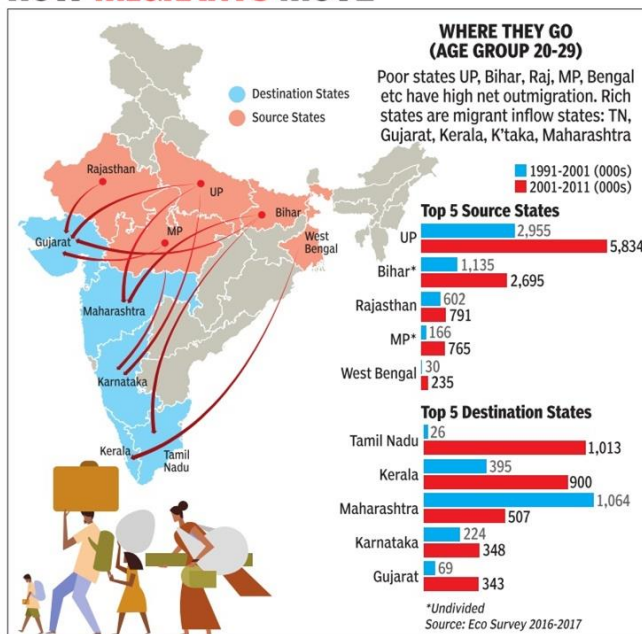 Destination States
Source States
Rajasthan
UP
Bihar
Gujarat
MP
West
Bengal
Maharashtra
Karnataka
Kerala
Tamil
Nadu
WHERE THEY GO
(AGE GROUP 20-29)
Poor states UP, Bihar, Raj, MP, Bengal
etc have high net outmigration. Rich
states are migrant inflow states: TN,
Gujarat, Kerala, K'taka, Maharashtra
1991-2001 (000s)
2001-2011 (000s)
Top 5 Source States
UP 2,955
5,834
Bihar* 1,135
2,695
Rajasthan 602
791
MP* 166
765
West Bengal 30
235
Top 5 Destination States
Tamil Nadu 26
1,013
Kerala 395
900
Maharashtra 1,064
507
Karnataka 224
348
Gujarat 69
343
*Undivided
Source: Eco Survey 2016-2017